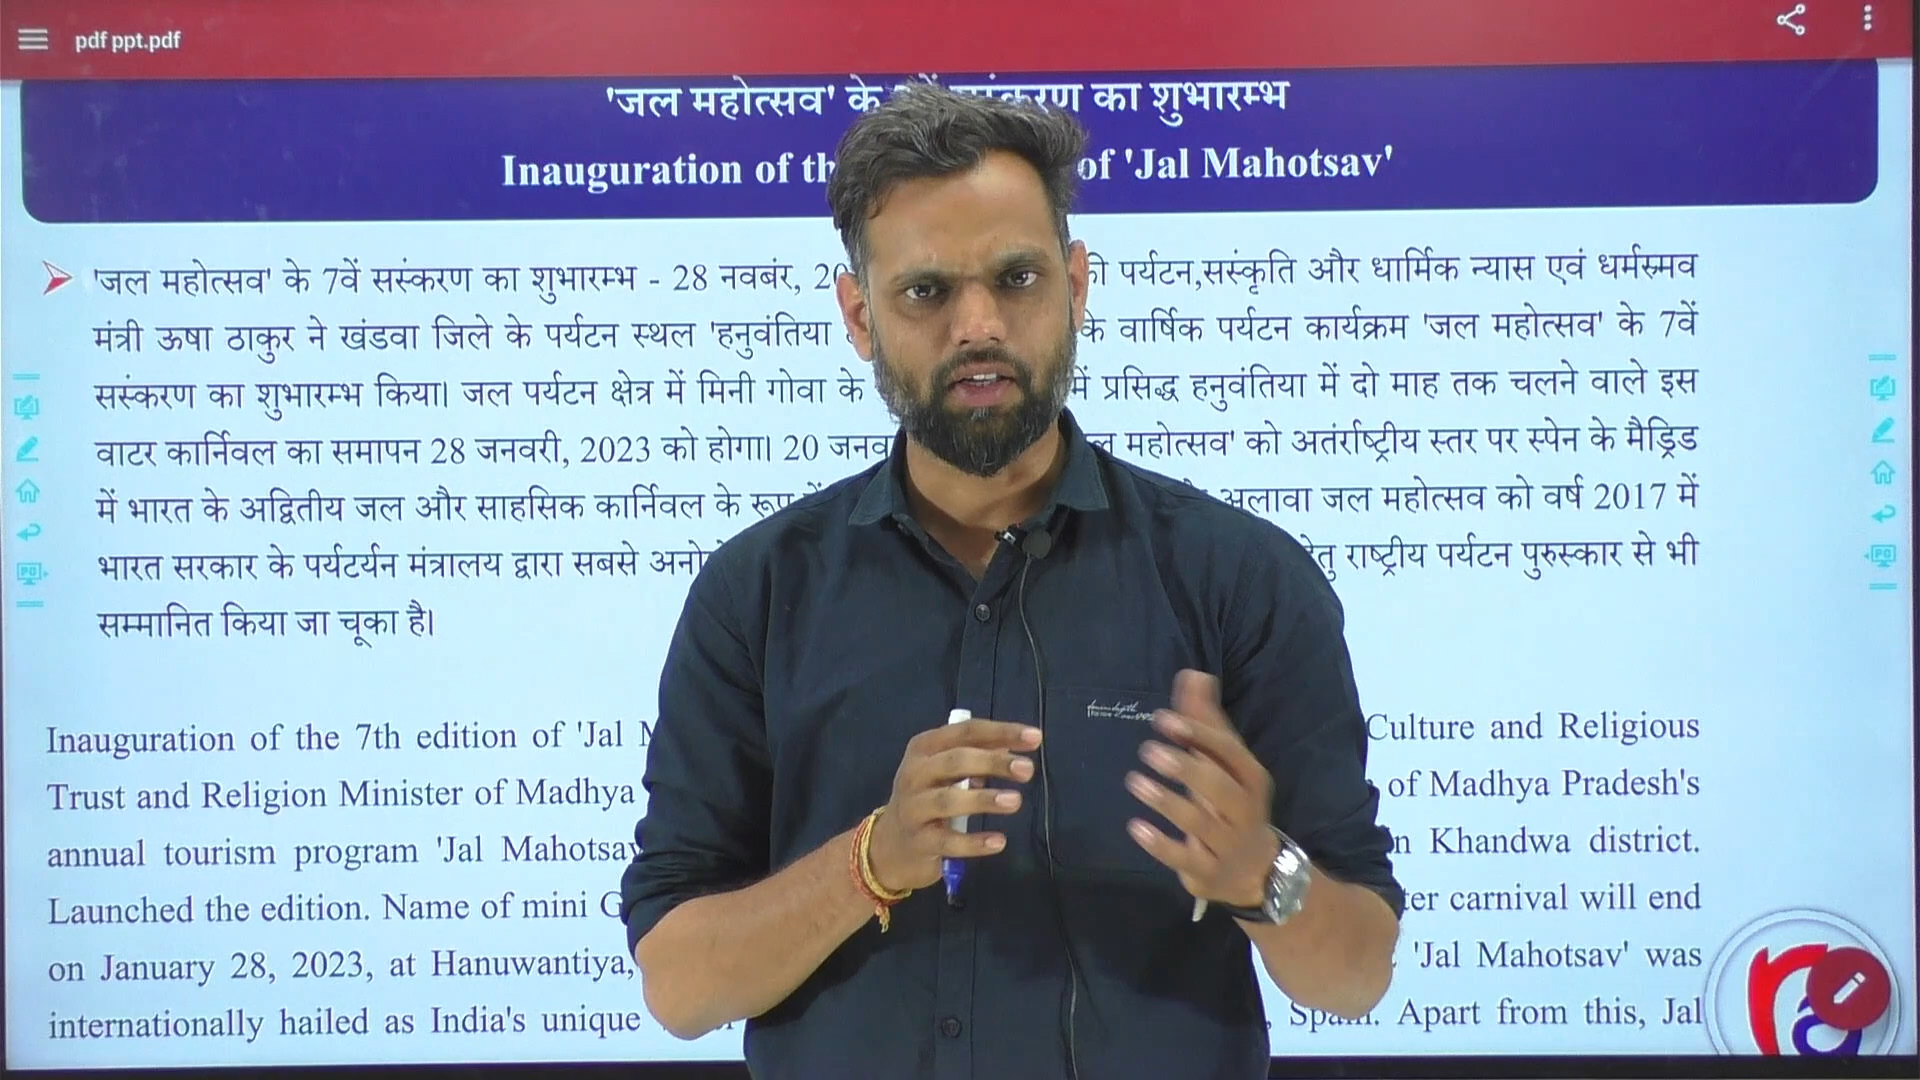 pdf ppt.pdf
'जल महोत्सव' के संस्करण का शुभारम्भ
Inauguration of of 'Jal Mahotsav'
'जल महोत्सव' के 7वें सस्ंकरण का शुभारम्भ - 28 नवबंर, पर्यटन,सस्ंकृति और धार्मिक न्यास एवं धर्मस्मव
मंत्री ऊषा ठाकुर ने खंडवा जिले के पर्यटन स्थल 'हनुवंतिया के वार्षिक पर्यटन कार्यक्रम 'जल महोत्सव' के 7वें
सस्ंकरण का शुभारम्भ किया। जल पर्यटन क्षेत्र में मिनी गोवा के में प्रसिद्ध हनुवंतिया में दो माह तक चलने वाले इस
वाटर कार्निवल का समापन 28 जनवरी, 2023 को होगा। 20 महोत्सव' को अतंर्राष्ट्रीय स्तर पर स्पेन के मैड्रिड
में भारत के अद्वितीय जल और साहसिक कार्निवल के रूप में अलावा जल महोत्सव को वर्ष 2017 में
भारत सरकार के पर्यटर्यन मंत्रालय द्वारा सबसे राष्ट्रीय पर्यटन पुरुस्कार से भी
सम्मानित किया जा चूका है।
Inauguration of the 7th edition of 'Jal Culture and Religious
Trust and Religion Minister of Madhya of Madhya Pradesh's
annual tourism program 'Jal Mahotsav Khandwa district.
Launched the edition. Name of mini carnival will end
on January 28, 2023, at Hanuwantiya, 'Jal Mahotsav' was
internationally hailed as India's unique Spain. Apart from this, Jal